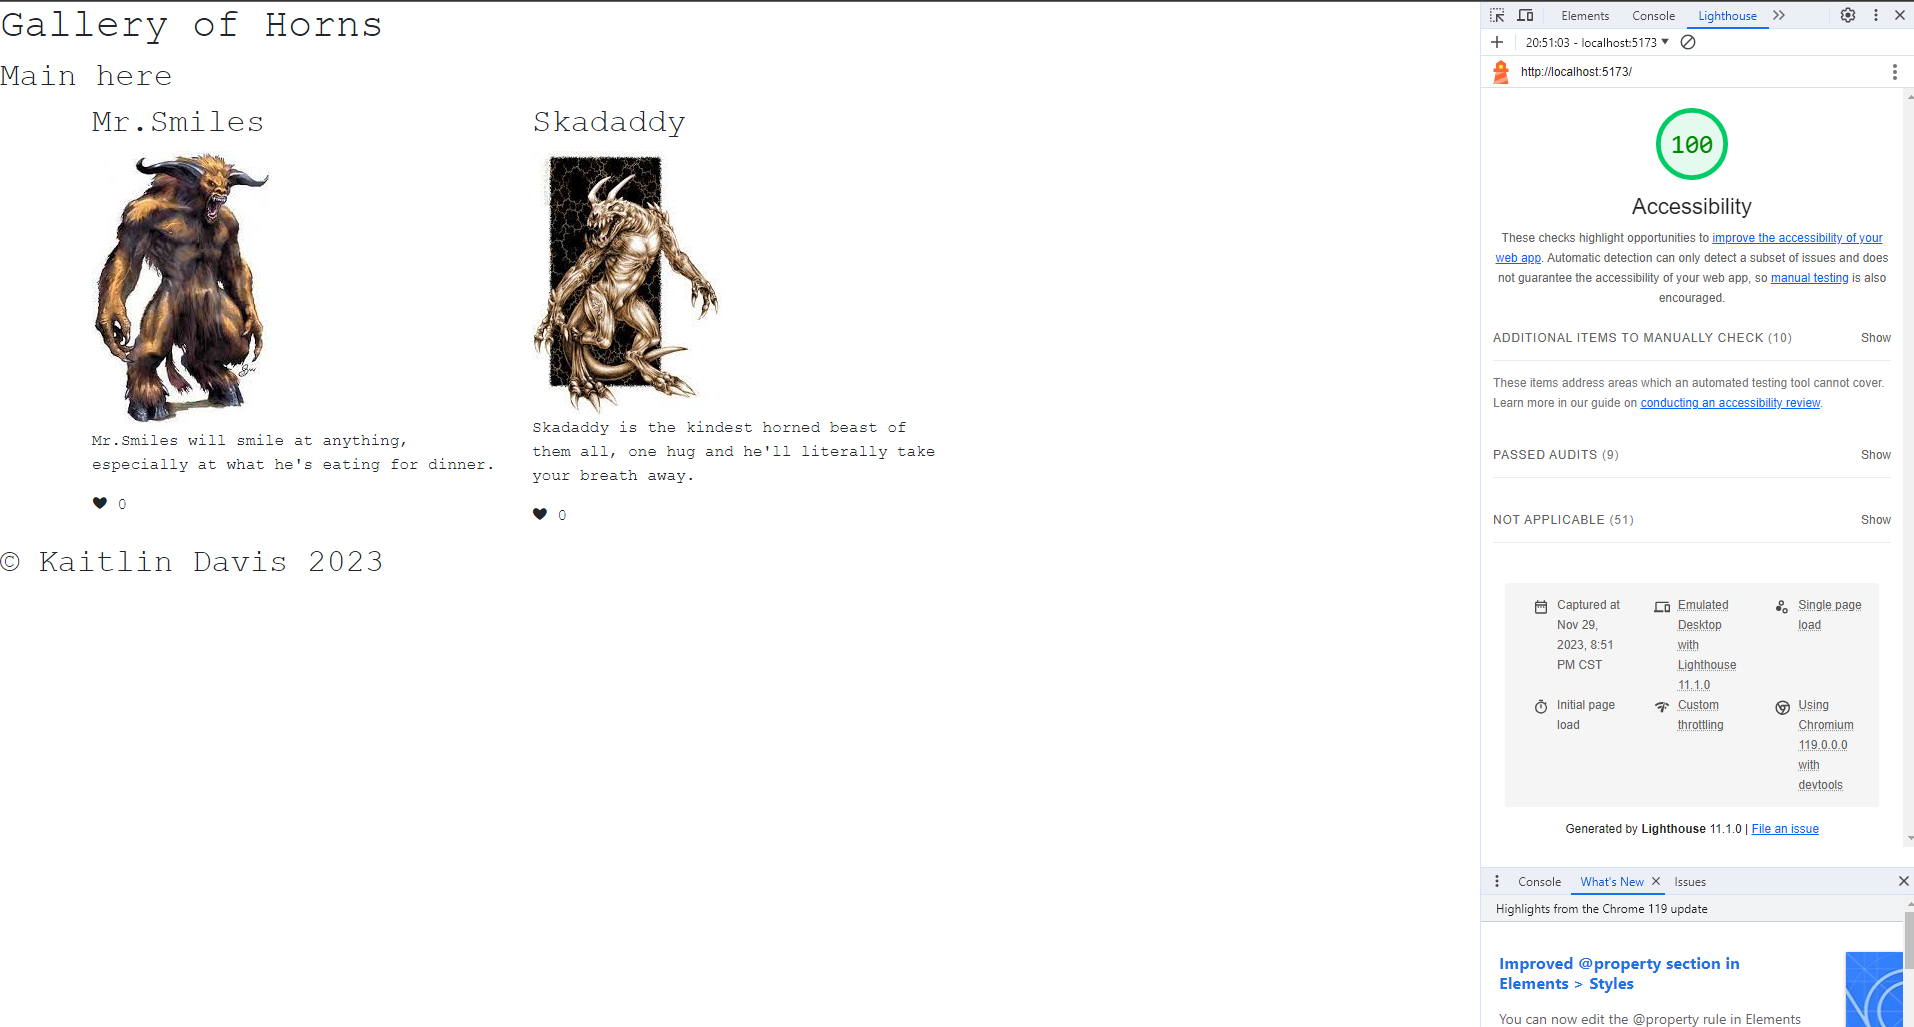 Gallery of Horns
Main here
Mr.Smiles
Mr.Smiles will smile at anything,
especially at what he's eating for dinner.
0
Skadaddy
Skadaddy is the kindest horned beast of
them all, one hug and he'll literally take
your breath away.
0
© Kaitlin Davis 2023
Elements Console Lighthouse
20:51:03 - localhost:5173
http://localhost:5173/
100
Accessibility
These checks highlight opportunities to improve the accessibility of your
web app. Automatic detection can only detect a subset of issues and does
not guarantee the accessibility of your web app, so manual testing is also
encouraged.
ADDITIONAL ITEMS TO MANUALLY CHECK (10) Show
These items address areas which an automated testing tool cannot cover.
Learn more in our guide on conducting an accessibility review.
PASSED AUDITS (9) Show
NOT APPLICABLE (51) Show
Captured at
Nov 29,
2023, 8:51
PM CST
Emulated
Desktop
with
Lighthouse
11.1.0
Single page
load
Initial page
load
Custom
throttling
Using
Chromium
119.0.0.0
with
devtools
Generated by Lighthouse 11.1.0 | File an issue
Console What's New Issues
Highlights from the Chrome 119 update
Improved @property section in
Elements > Styles
You can now edit the @property rule in Elements